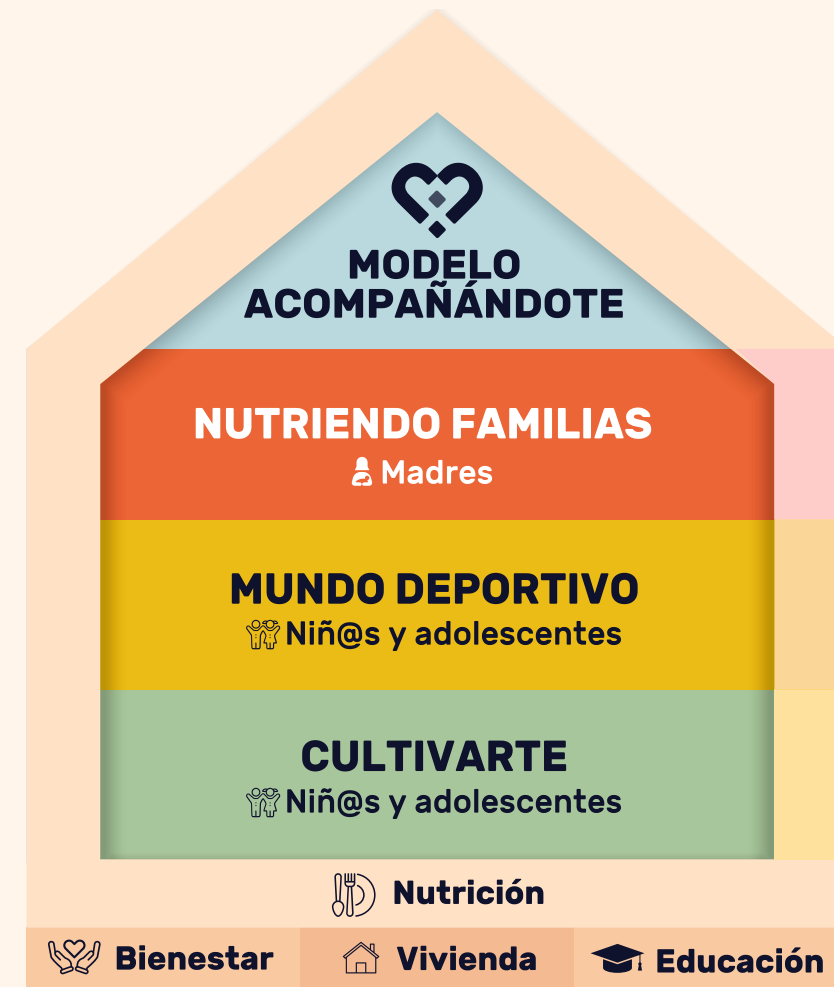 MODELO
ACOMPAÑÁNDOTE
NUTRIENDO FAMILIAS
Madres
MUNDO DEPORTIVO
Niñ@s y adolescentes
CULTIVARTE
Niñ@s y adolescentes
Nutrición
Bienestar
Vivienda
Educación